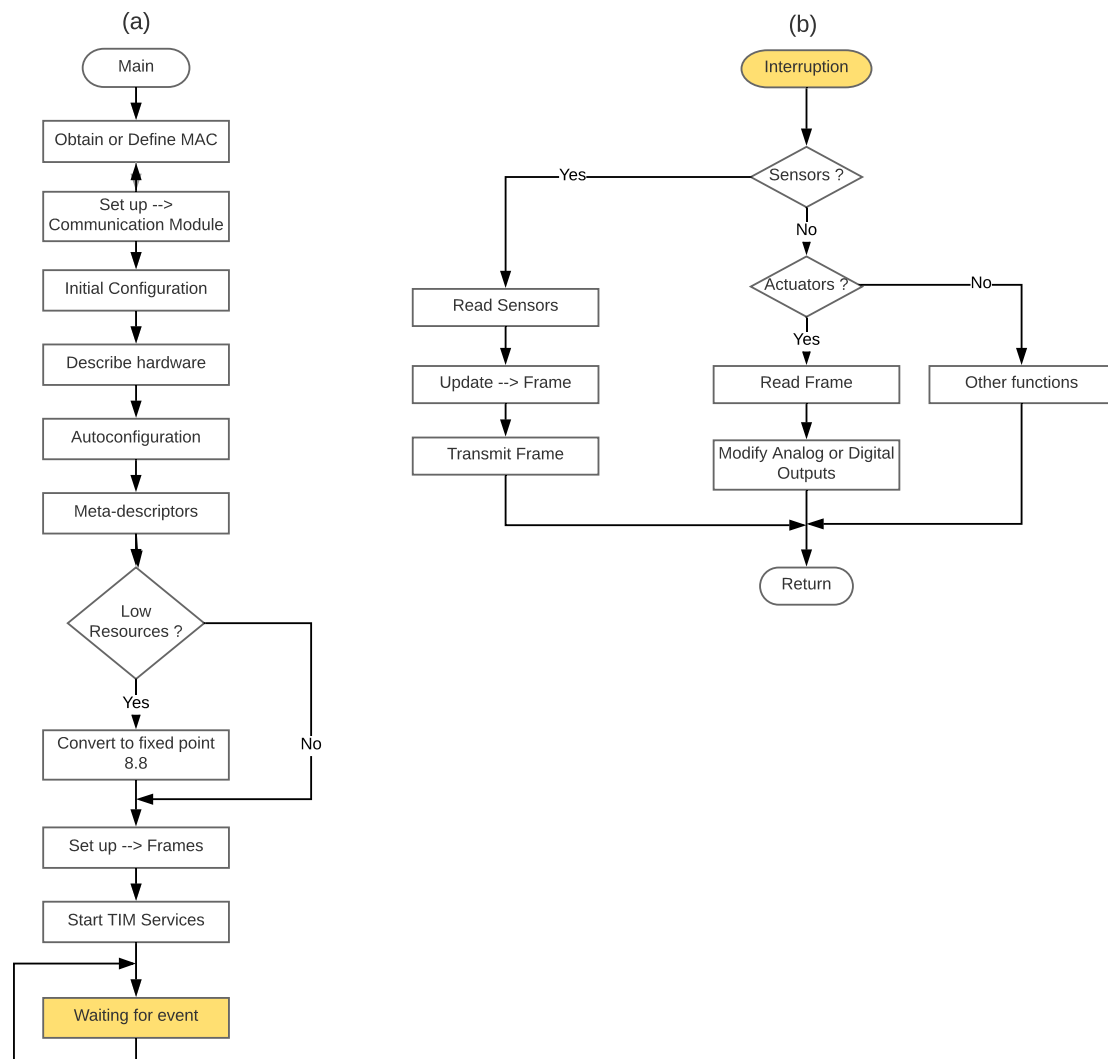 (a)
Main
Obtain or Define MAC
Set up -->
Communication Module
Initial Configuration
Describe hardware
Autoconfiguration
Meta-descriptors
Low
Resources ?
Yes
No
Convert to fixed point
8.8
Set up --> Frames
Start TIM Services
Waiting for event
(b)
Interruption
Sensors ?
Yes
No
Actuators ?
No
Yes
Read Sensors
Update --> Frame
Transmit Frame
Read Frame
Modify Analog or Digital
Outputs
Other functions
Return